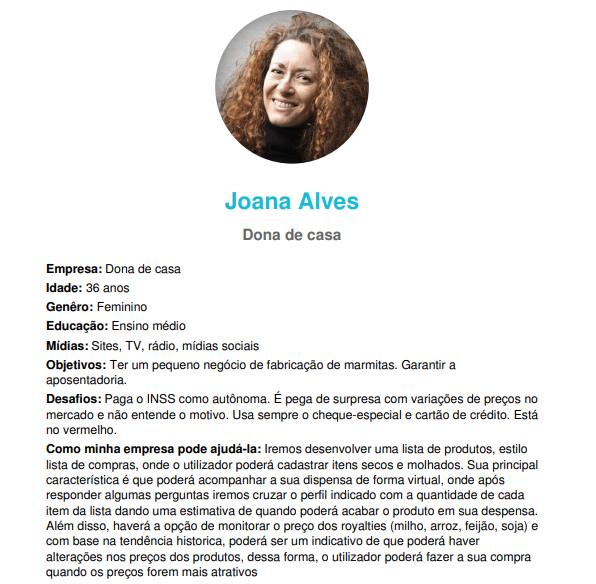 Joana Alves
Dona de casa
Empresa: Dona de casa
Idade: 36 anos
Genêro: Feminino
Educação: Ensino médio
Mídias: Sites, TV, rádio, mídias sociais
Objetivos: Ter um pequeno negócio de fabricação de marmitas. Garantir a
aposentadoria.
Desafios: Paga o INSS como autônoma. É pega de surpresa com variações de preços no
mercado e não entende o motivo. Usa sempre o cheque-especial e cartão de crédito. Está
no vermelho.
Como minha empresa pode ajudá-la: Iremos desenvolver uma lista de produtos, estilo
lista de compras, onde o utilizador poderá cadastrar itens secos e molhados. Sua principal
característica é que poderá acompanhar a sua dispensa de forma virtual, onde após
responder algumas perguntas iremos cruzar o perfil indicado com a quantidade de cada
item da lista dando uma estimativa de quando poderá acabar o produto em sua despensa.
Além disso, haverá a opção de monitorar o preço dos royalties (milho, arroz, feijão, soja) e
com base na tendência historica, poderá ser um indicativo de que poderá haver
alterações nos preços dos produtos, dessa forma, o utilizador poderá fazer a sua compra
quando os preços forem mais atrativos